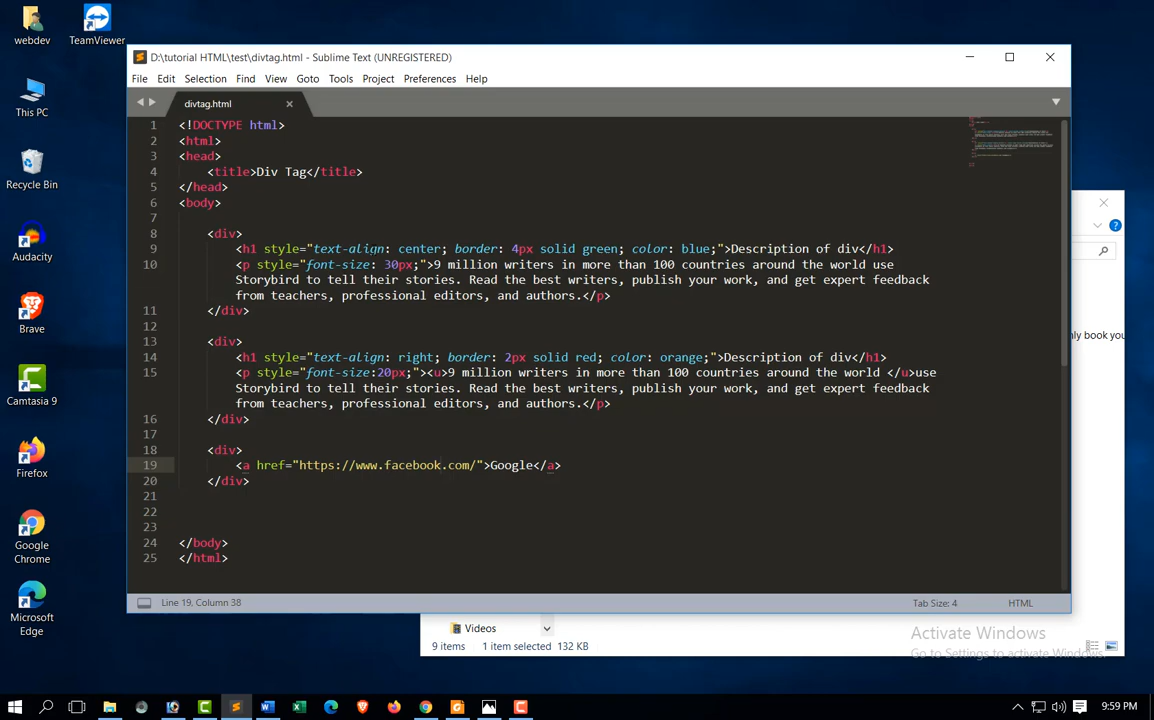 webdev
TeamViewer
This PC
Recycle Bin
Audacity
Brave
Camtasia 9
Firefox
Google
Chrome
Microsoft
Edge
D:\tutorial HTML\test\divtag.html - Sublime Text (UNREGISTERED)
File Edit Selection Find View Goto Tools Project Preferences Help
divtag.html
1 <!DOCTYPE html>
2 <html>
3 <head>
4 <title>Div Tag</title>
5 </head>
6 <body>
7
8 <div>
9 <h1 style="text-align: center; border: 4px solid green; color: blue;">Description of div</h1>
10 <p style="font-size: 30px;">9 million writers in more than 100 countries around the world use
Storybird to tell their stories. Read the best writers, publish your work, and get expert feedback
from teachers, professional editors, and authors.</p>
11 </div>
12
13 <div>
14 <h1 style="text-align: right; border: 2px solid red; color: orange;">Description of div</h1>
15 <p style="font-size:20px;"><u>9 million writers in more than 100 countries around the world </u>use
Storybird to tell their stories. Read the best writers, publish your work, and get expert feedback
from teachers, professional editors, and authors.</p>
16 </div>
17
18 <div>
19 <a href="https://www.facebook.com/">Google</a>
20 </div>
21
22
23
24 </body>
25 </html>
Line 19, Column 38
Tab Size: 4 HTML
nly book you
Videos
9 items 1 item selected 132 KB
Activate Windows
Go to Settings to activate Windows.
9:59 PM